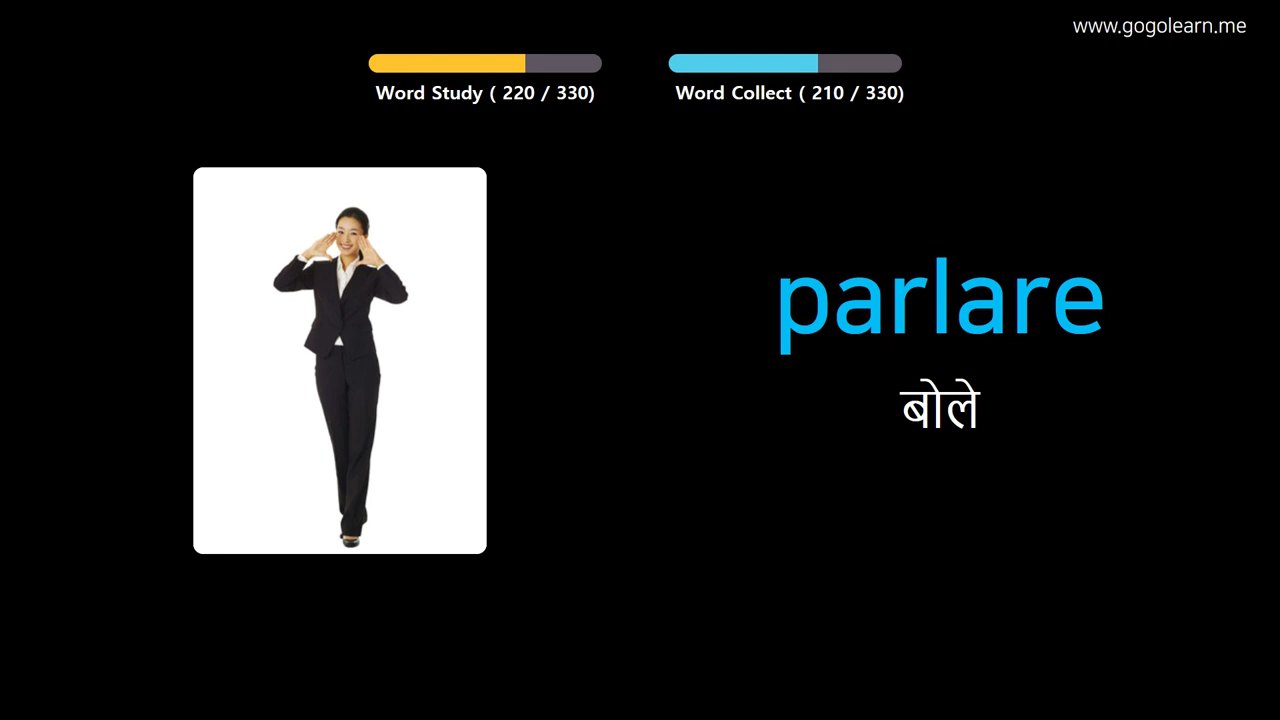 www.gogolearn.me
Word Study ( 220 / 330)
Word Collect ( 210 / 330)
parlare
बोले